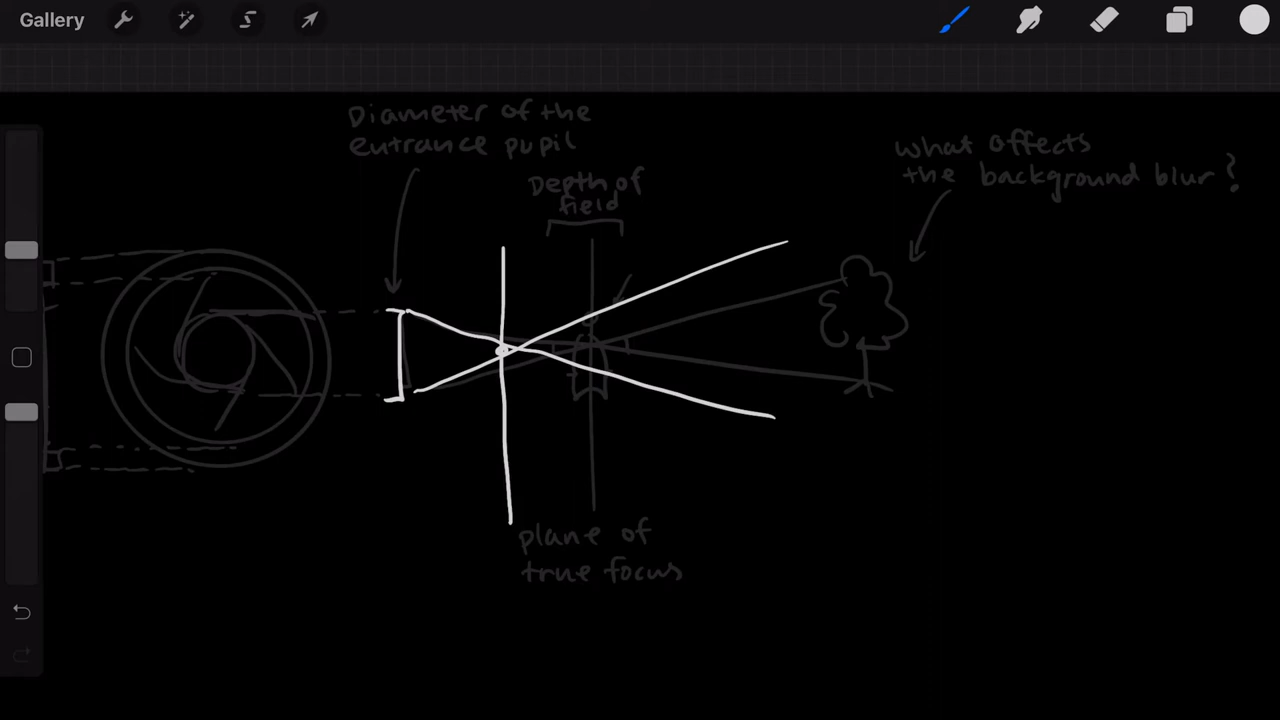 Gallery
Diameter of the
entrance pupil
Depth of
field
what affects
the background blur?
plane of
true focus